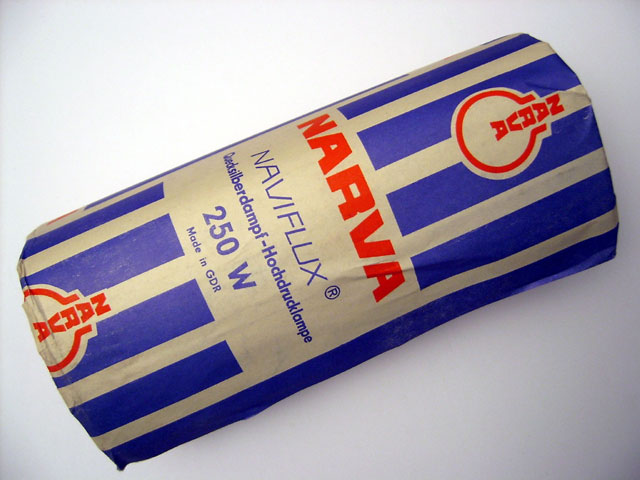 NARVA
NAVIFLUX ®
Quecksilberdampf-Hochdrucklampe
250 W
Made in GDR
NARVA
NARVA